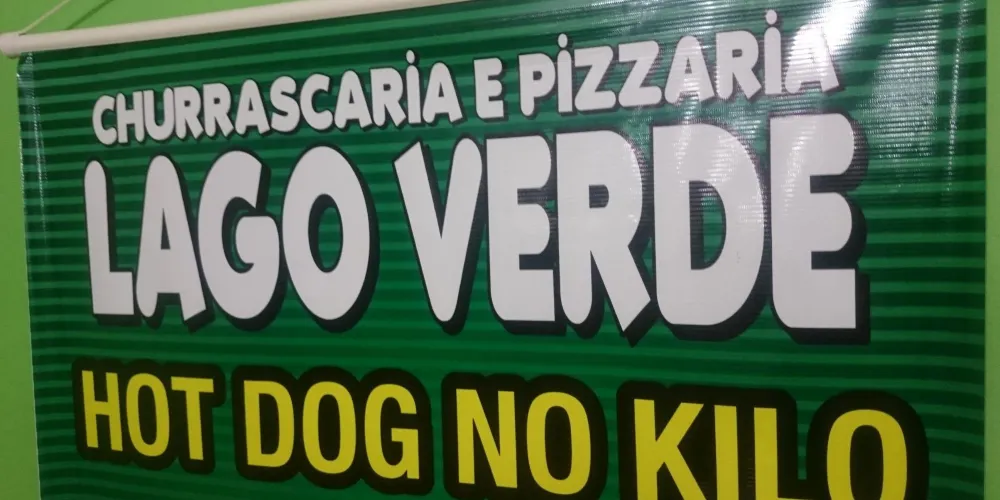 CHURRASCARIA E PIZZARIA
LAGO VERDE
HOT DOG NO KILO